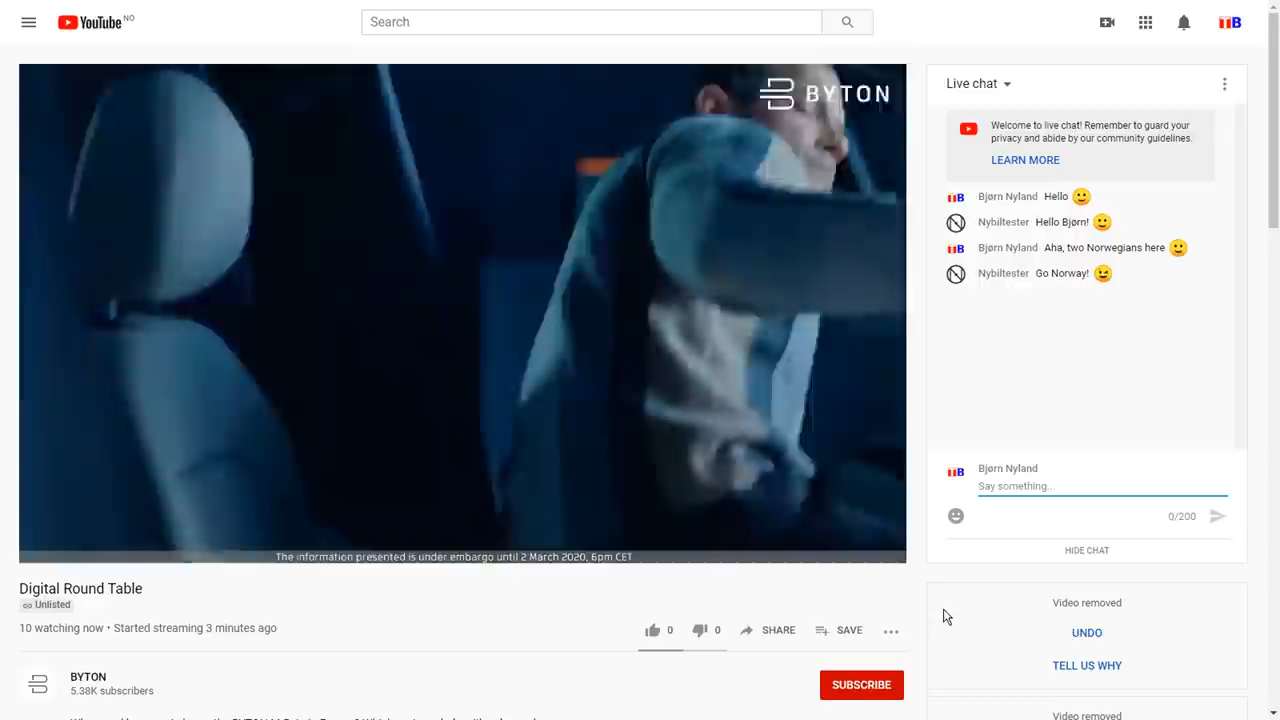 YouTube NO
Search
BYTON
The information presented is under embargo until 2 March 2020, 6pm CET
Digital Round Table
Unlisted
10 watching now • Started streaming 3 minutes ago
0 0 SHARE SAVE
BYTON
5.38K subscribers
SUBSCRIBE
Live chat
Welcome to live chat! Remember to guard your
privacy and abide by our community guidelines.
LEARN MORE
Bjørn Nyland Hello 🙂
Nybiltester Hello Bjørn! 🙂
Bjørn Nyland Aha, two Norwegians here 🙂
Nybiltester Go Norway! 😉
Bjørn Nyland
Say something...
0/200
HIDE CHAT
Video removed
UNDO
TELL US WHY
Video removed